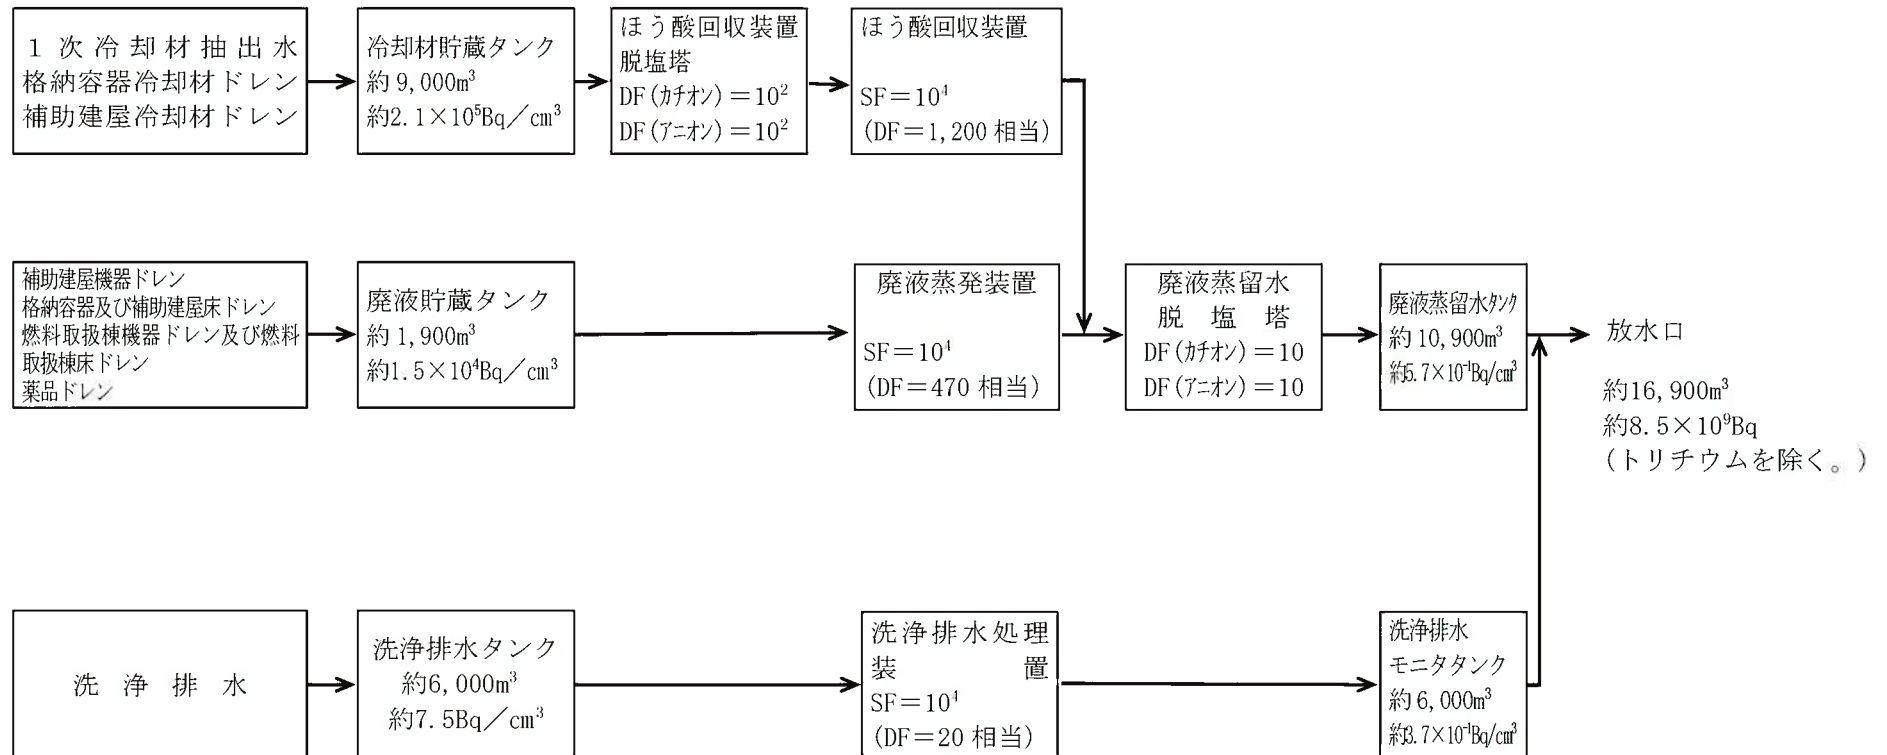 1次冷却材抽出水
格納容器冷却材ドレン
補助建屋冷却材ドレン
冷却材貯蔵タンク
約9,000m³
約2.1×10⁵Bq/cm³
ほう酸回収装置
脱塩塔
DF(カチオン)=10²
DF(アニオン)=10²
ほう酸回収装置
SF=10⁴
(DF=1,200相当)
補助建屋機器ドレン
格納容器及び補助建屋床ドレン
燃料取扱棟機器ドレン及び燃料
取扱棟床ドレン
薬品ドレン
廃液貯蔵タンク
約1,900m³
約1.5×10⁴Bq/cm³
廃液蒸発装置
SF=10⁴
(DF=470相当)
廃液蒸留水
脱塩塔
DF(カチオン)=10
DF(アニオン)=10
廃液蒸留水タンク
約10,900m³
約5.7×10⁻¹Bq/cm³
放水口
約16,900m³
約8.5×10⁹Bq
(トリチウムを除く。)
洗浄排水
洗浄排水タンク
約6,000m³
約7.5Bq/cm³
洗浄排水処理
装置
SF=10⁴
(DF=20相当)
洗浄排水
モニタタンク
約6,000m³
約3.7×10⁻¹Bq/cm³